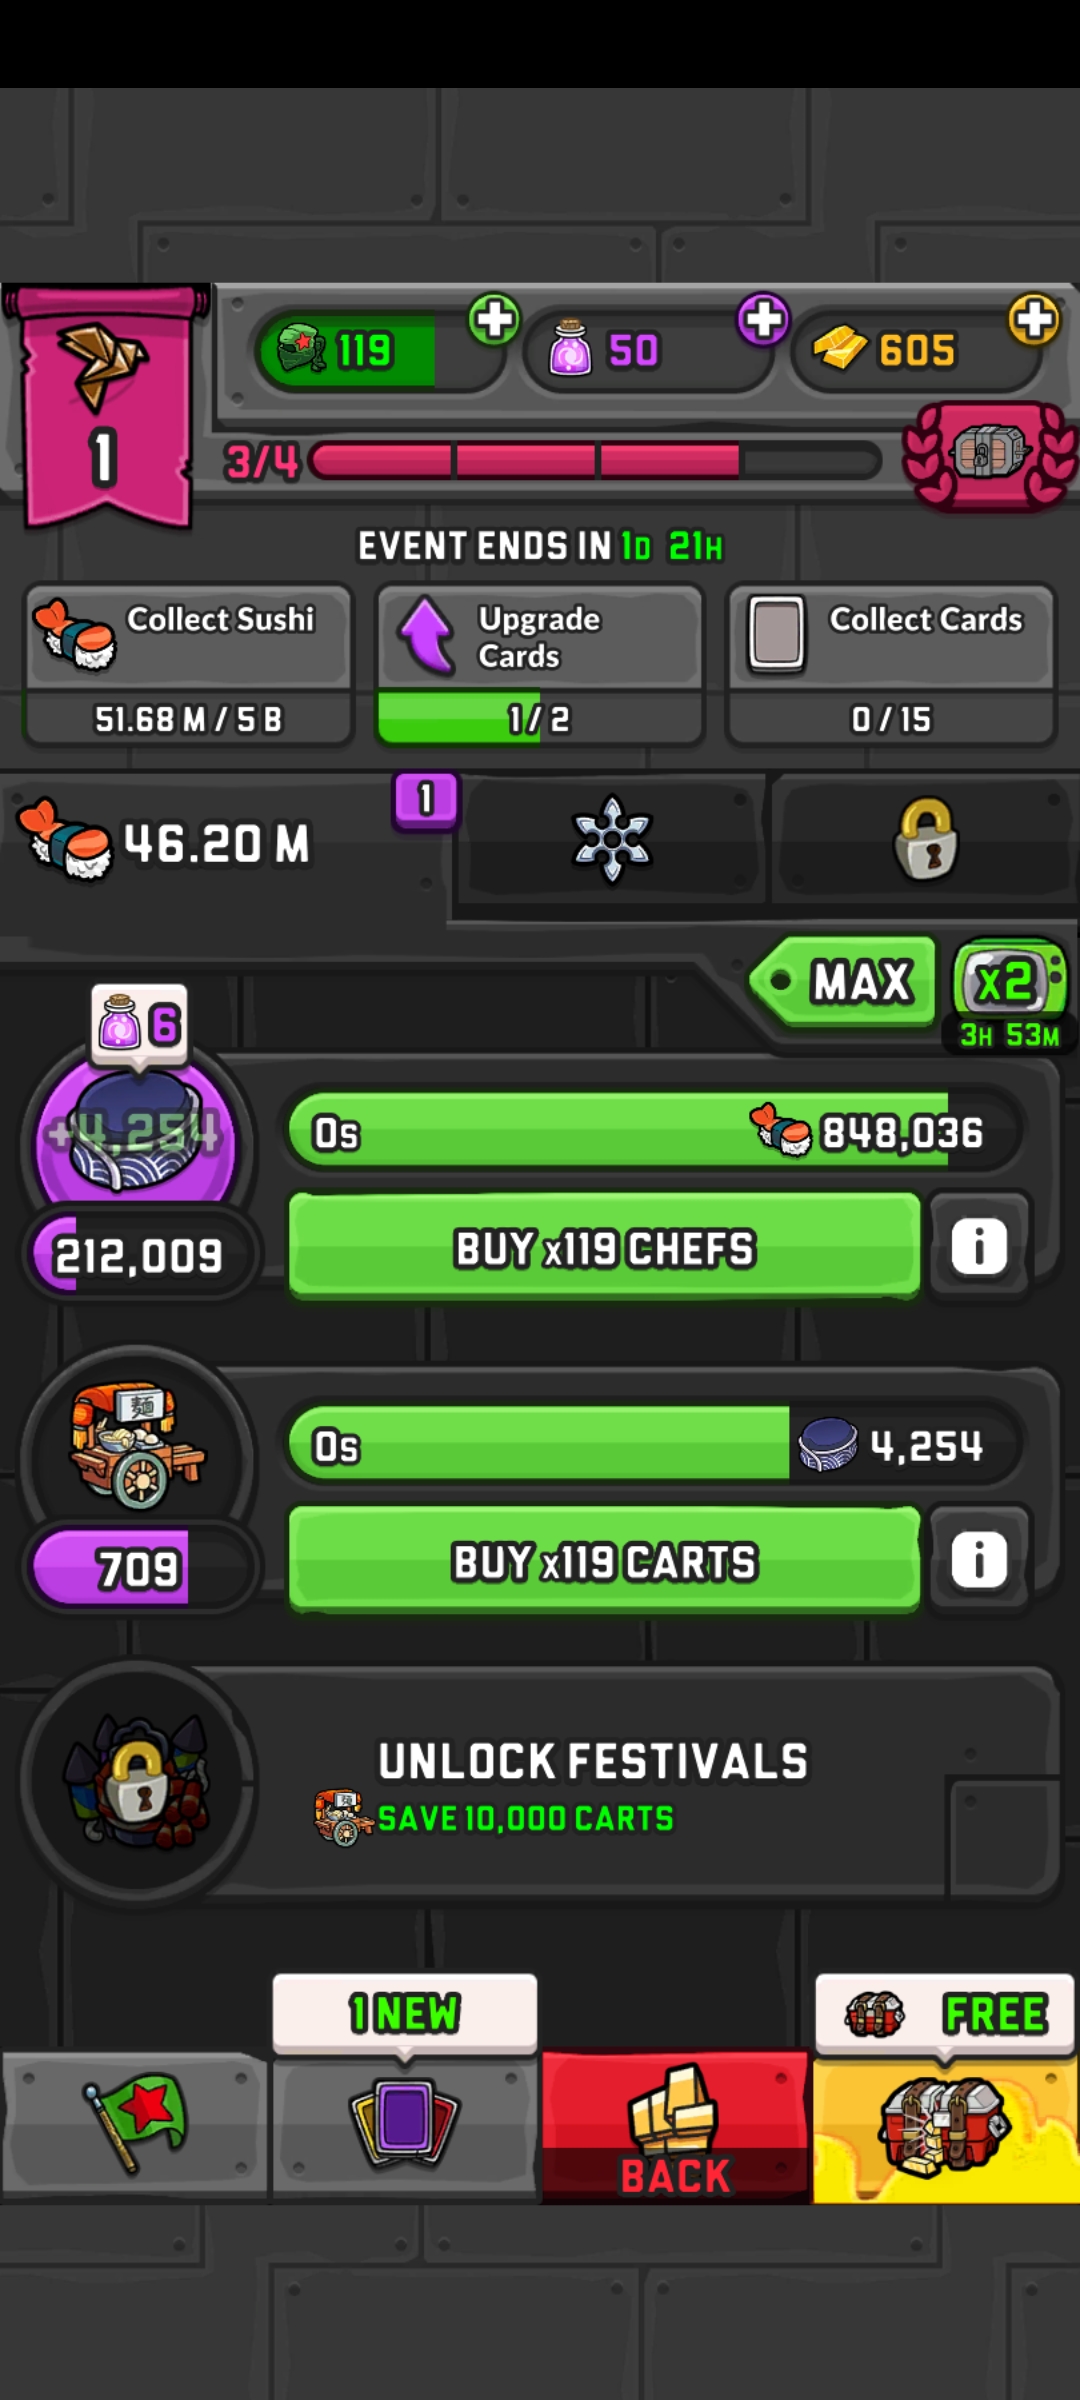 119
50
605
1
3/4
EVENT ENDS IN 1D 21H
Collect Sushi
Upgrade
Cards
Collect Cards
51.68 M / 5 B
1 / 2
0 / 15
46.20 M
1
MAX
x2
3H 53M
6
+4,254
0s
848,036
212,009
BUY x119 CHEFS
i
麺
0s
4,254
709
BUY x119 CARTS
i
UNLOCK FESTIVALS
SAVE 10,000 CARTS
1 NEW
FREE
BACK